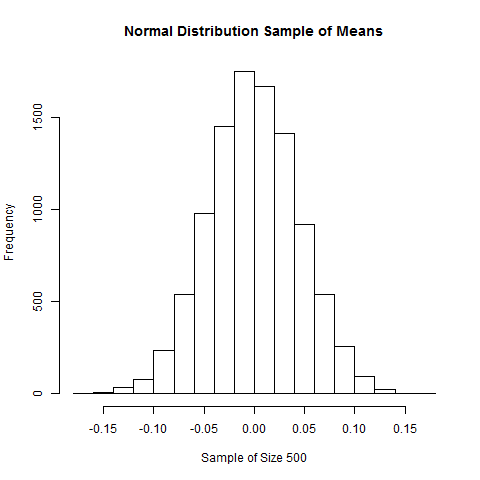 Normal Distribution Sample of Means
Frequency
1500
1000
500
0
-0.15 -0.10 -0.05 0.00 0.05 0.10 0.15
Sample of Size 500